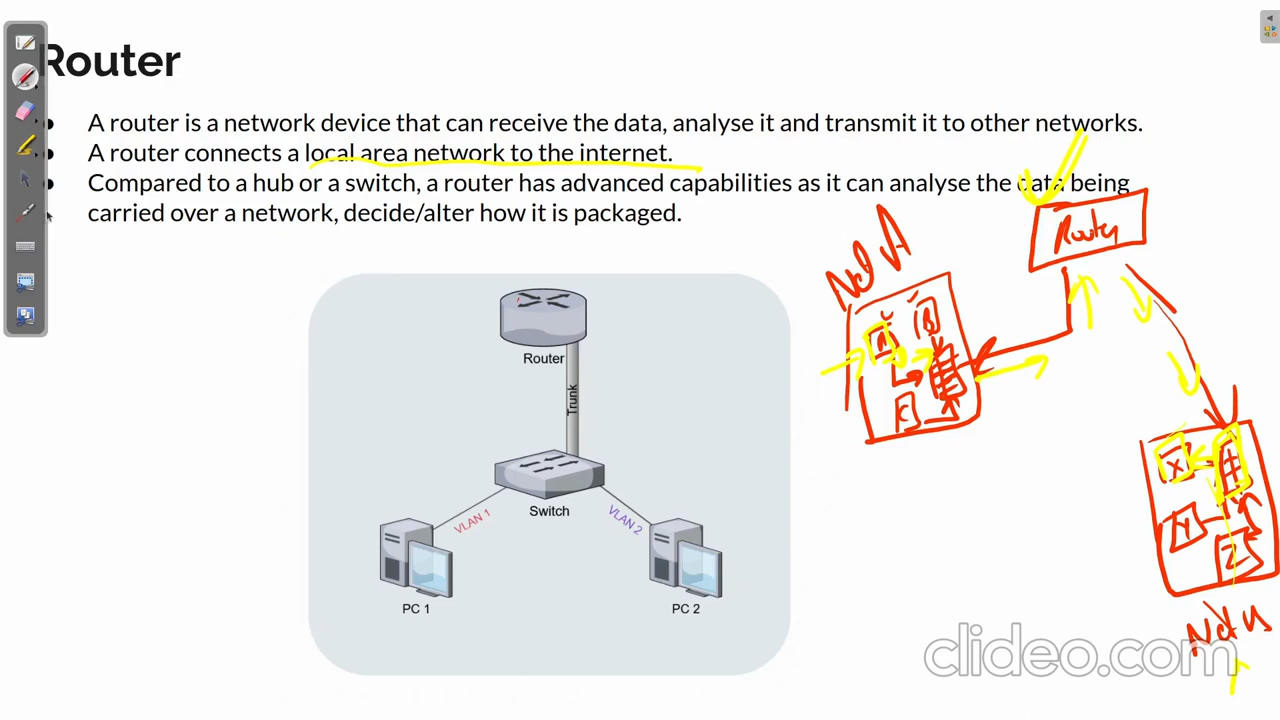 Router
A router is a network device that can receive the data, analyse it and transmit it to other networks.
A router connects a local area network to the internet.
Compared to a hub or a switch, a router has advanced capabilities as it can analyse the data being
carried over a network, decide/alter how it is packaged.
Router
Net A
A
B
C
Router
Trunk
Switch
VLAN 1
VLAN 2
PC 1
PC 2
X
Y
Z
Net
clideo.com